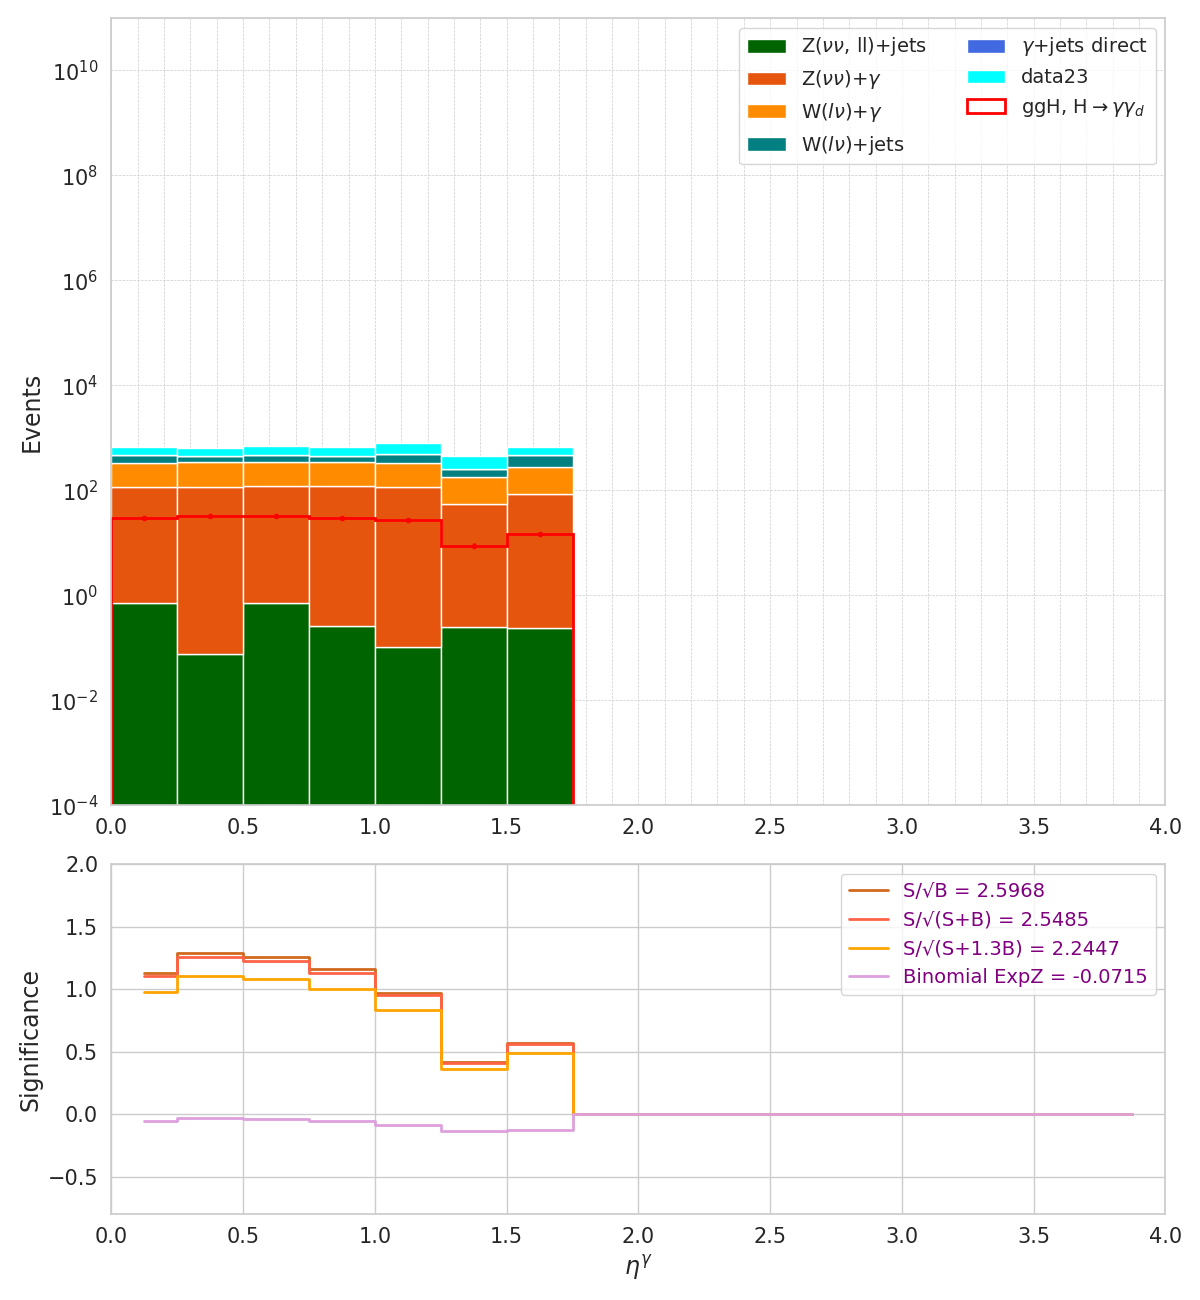 Z(νν, ll)+jets
Z(νν)+γ
W(lν)+γ
W(lν)+jets
γ+jets direct
data23
ggH, H→γγ_d
10^10
10^8
10^6
10^4
10^2
10^0
10^−2
10^−4
Events
0.0 0.5 1.0 1.5 2.0 2.5 3.0 3.5 4.0
S/√B = 2.5968
S/√(S+B) = 2.5485
S/√(S+1.3B) = 2.2447
Binomial ExpZ = -0.0715
2.0
1.5
1.0
0.5
0.0
−0.5
Significance
0.0 0.5 1.0 1.5 2.0 2.5 3.0 3.5 4.0
η^γ